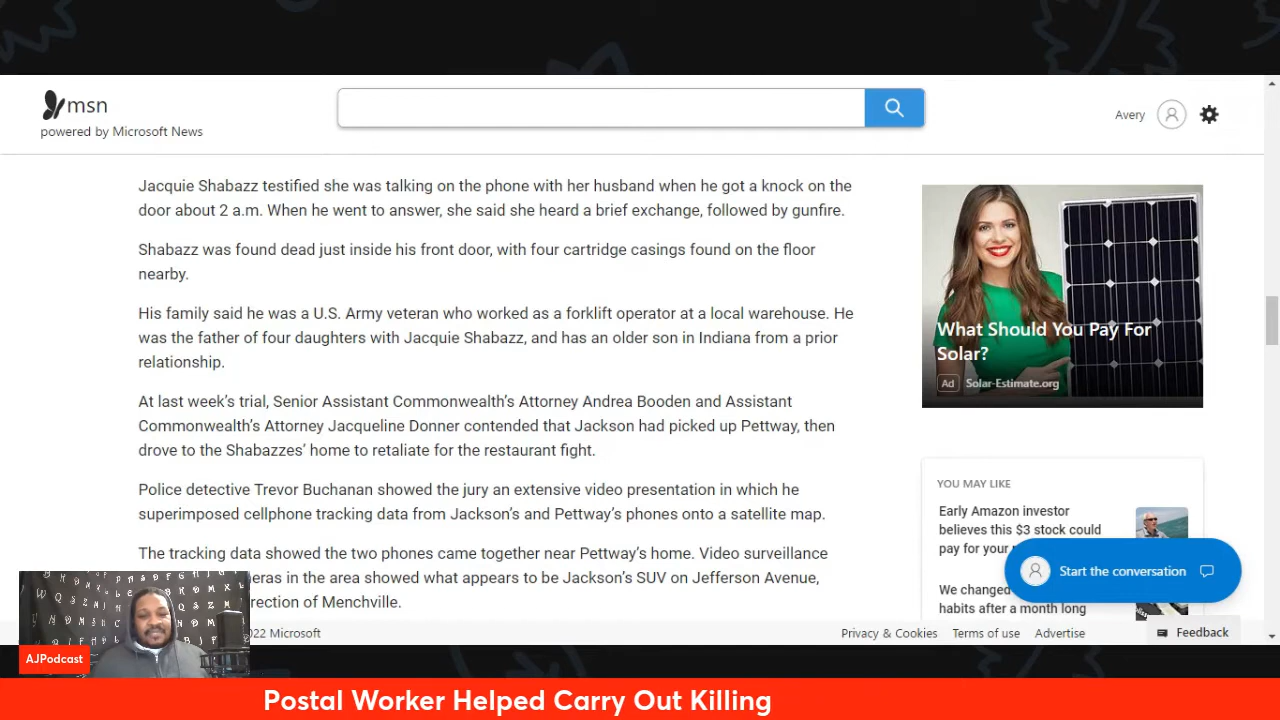 msn
powered by Microsoft News
Avery
Jacquie Shabazz testified she was talking on the phone with her husband when he got a knock on the
door about 2 a.m. When he went to answer, she said she heard a brief exchange, followed by gunfire.
Shabazz was found dead just inside his front door, with four cartridge casings found on the floor
nearby.
His family said he was a U.S. Army veteran who worked as a forklift operator at a local warehouse. He
was the father of four daughters with Jacquie Shabazz, and has an older son in Indiana from a prior
relationship.
At last week's trial, Senior Assistant Commonwealth's Attorney Andrea Booden and Assistant
Commonwealth's Attorney Jacqueline Donner contended that Jackson had picked up Pettway, then
drove to the Shabazzes' home to retaliate for the restaurant fight.
Police detective Trevor Buchanan showed the jury an extensive video presentation in which he
superimposed cellphone tracking data from Jackson's and Pettway's phones onto a satellite map.
The tracking data showed the two phones came together near Pettway's home. Video surveillance
in the area showed what appears to be Jackson's SUV on Jefferson Avenue,
of Menchville.
What Should You Pay For
Solar?
Ad Solar-Estimate.org
YOU MAY LIKE
Early Amazon investor
believes this $3 stock could
pay for your
We changed
habits after a month long
Start the conversation
2022 Microsoft
Privacy & Cookies Terms of use Advertise
Feedback
AJPodcast
Postal Worker Helped Carry Out Killing